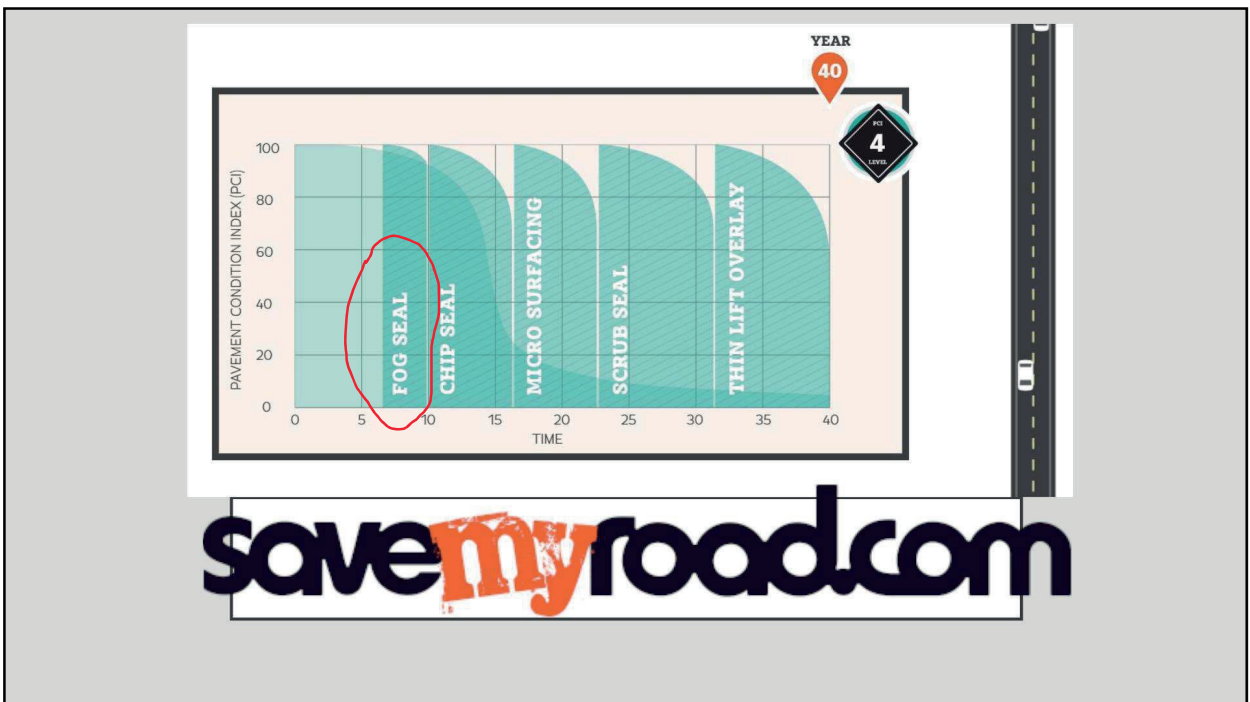 YEAR
40
PCI
4
LEVEL
PAVEMENT CONDITION INDEX (PCI)
100
80
60
40
20
0
FOG SEAL
CHIP SEAL
MICRO SURFACING
SCRUB SEAL
THIN LIFT OVERLAY
0 5 10 15 20 25 30 35 40
TIME
savemyroad.com